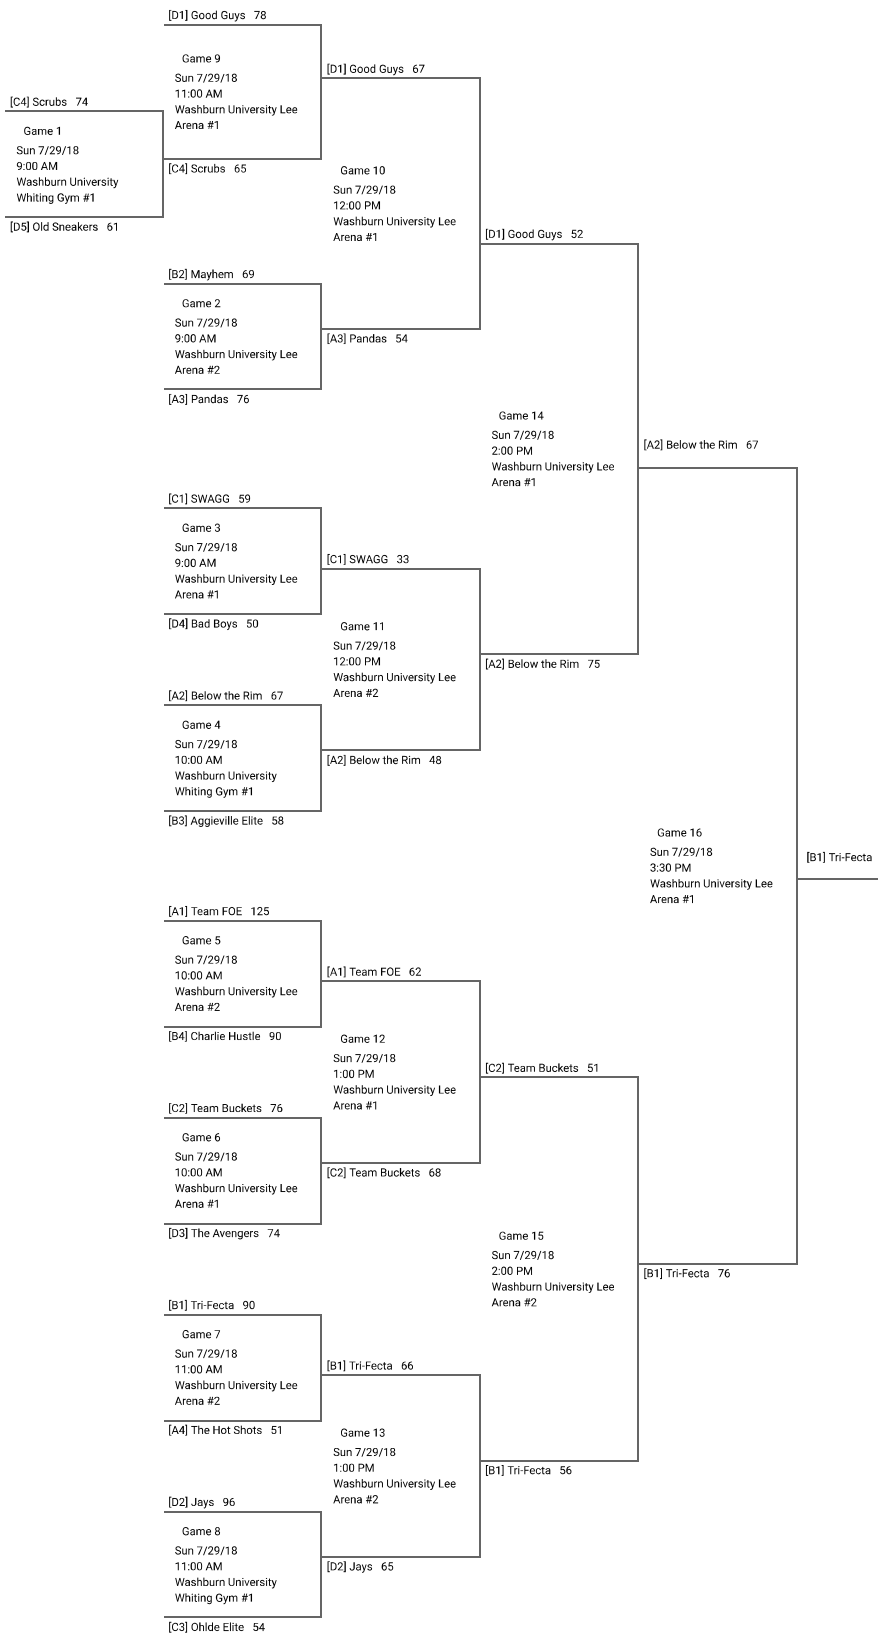 [D1] Good Guys 78
Game 9
Sun 7/29/18
11:00 AM
Washburn University Lee
Arena #1
[D1] Good Guys 67
[C4] Scrubs 74
Game 1
Sun 7/29/18
9:00 AM
Washburn University
Whiting Gym #1
[C4] Scrubs 65
[D5] Old Sneakers 61
Game 10
Sun 7/29/18
12:00 PM
Washburn University Lee
Arena #1
[D1] Good Guys 52
[B2] Mayhem 69
Game 2
Sun 7/29/18
9:00 AM
Washburn University Lee
Arena #2
[A3] Pandas 54
[A3] Pandas 76
Game 14
Sun 7/29/18
2:00 PM
Washburn University Lee
Arena #1
[A2] Below the Rim 67
[C1] SWAGG 59
Game 3
Sun 7/29/18
9:00 AM
Washburn University Lee
Arena #1
[C1] SWAGG 33
[D4] Bad Boys 50
Game 11
Sun 7/29/18
12:00 PM
Washburn University Lee
Arena #2
[A2] Below the Rim 75
[A2] Below the Rim 67
Game 4
Sun 7/29/18
10:00 AM
Washburn University
Whiting Gym #1
[A2] Below the Rim 48
[B3] Aggieville Elite 58
Game 16
Sun 7/29/18
3:30 PM
Washburn University Lee
Arena #1
[B1] Tri-Fecta
[A1] Team FOE 125
Game 5
Sun 7/29/18
10:00 AM
Washburn University Lee
Arena #2
[A1] Team FOE 62
[B4] Charlie Hustle 90
Game 12
Sun 7/29/18
1:00 PM
Washburn University Lee
Arena #1
[C2] Team Buckets 51
[C2] Team Buckets 76
Game 6
Sun 7/29/18
10:00 AM
Washburn University Lee
Arena #1
[C2] Team Buckets 68
[D3] The Avengers 74
Game 15
Sun 7/29/18
2:00 PM
Washburn University Lee
Arena #2
[B1] Tri-Fecta 76
[B1] Tri-Fecta 90
Game 7
Sun 7/29/18
11:00 AM
Washburn University Lee
Arena #2
[B1] Tri-Fecta 66
[A4] The Hot Shots 51
Game 13
Sun 7/29/18
1:00 PM
Washburn University Lee
Arena #2
[B1] Tri-Fecta 56
[D2] Jays 96
Game 8
Sun 7/29/18
11:00 AM
Washburn University
Whiting Gym #1
[D2] Jays 65
[C3] Ohlde Elite 54